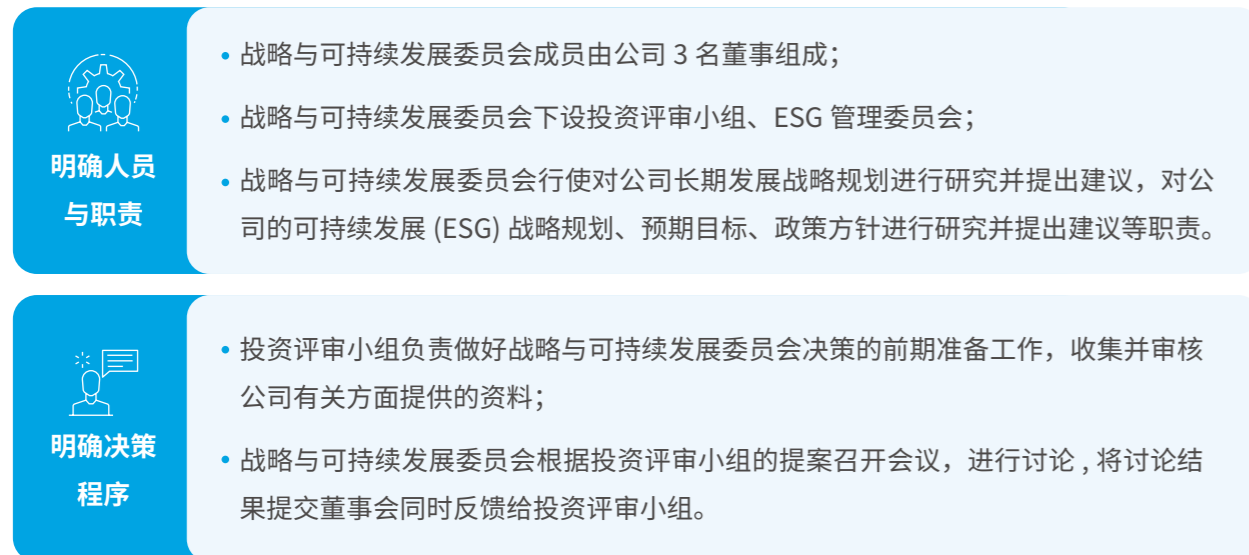 明确人员
与职责
• 战略与可持续发展委员会成员由公司 3 名董事组成；
• 战略与可持续发展委员会下设投资评审小组、ESG 管理委员会；
• 战略与可持续发展委员会行使对公司长期发展战略规划进行研究并提出建议，对公
司的可持续发展 (ESG) 战略规划、预期目标、政策方针进行研究并提出建议等职责。
明确决策
程序
• 投资评审小组负责做好战略与可持续发展委员会决策的前期准备工作，收集并审核
公司有关方面提供的资料；
• 战略与可持续发展委员会根据投资评审小组的提案召开会议，进行讨论 , 将讨论结
果提交董事会同时反馈给投资评审小组。